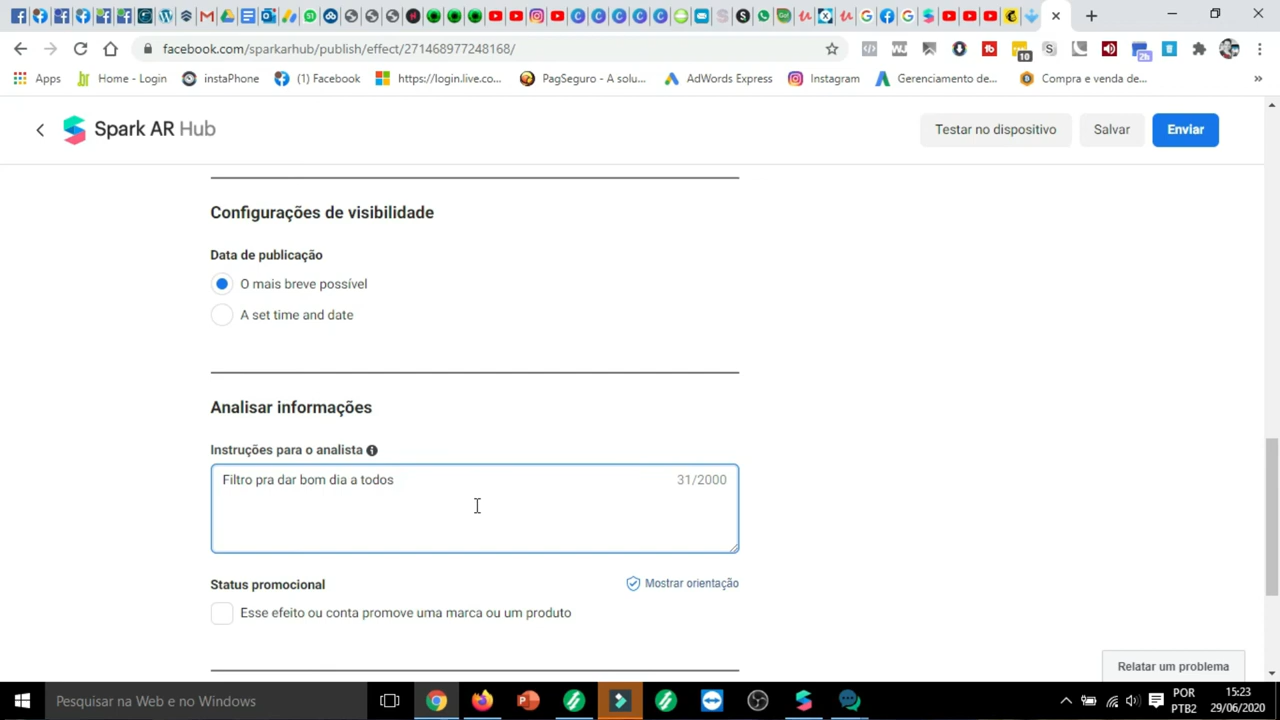 facebook.com/sparkarhub/publish/effect/271468977248168/
10
26
Apps
Home - Login
instaPhone
(1) Facebook
https://login.live.co...
PagSeguro - A solu...
AdWords Express
Instagram
Gerenciamento de...
Compra e venda de...
Spark AR Hub
Testar no dispositivo
Salvar
Enviar
Configurações de visibilidade
Data de publicação
O mais breve possível
A set time and date
Analisar informações
Instruções para o analista
Filtro pra dar bom dia a todos
31/2000
Status promocional
Mostrar orientação
Esse efeito ou conta promove uma marca ou um produto
Relatar um problema
Pesquisar na Web e no Windows
POR
PTB2
15:23
29/06/2020